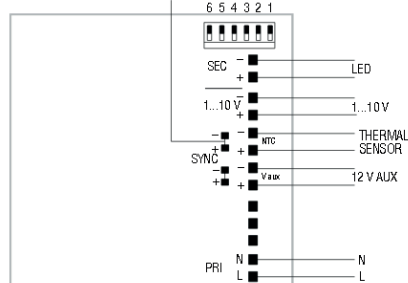 6 5 4 3 2 1
SEC - LED
+
1...10 V - 1...10 V
+
- - NTC THERMAL
+ + SENSOR
SYNC
- - V aux 12 V AUX
+ +
PRI N N
L L